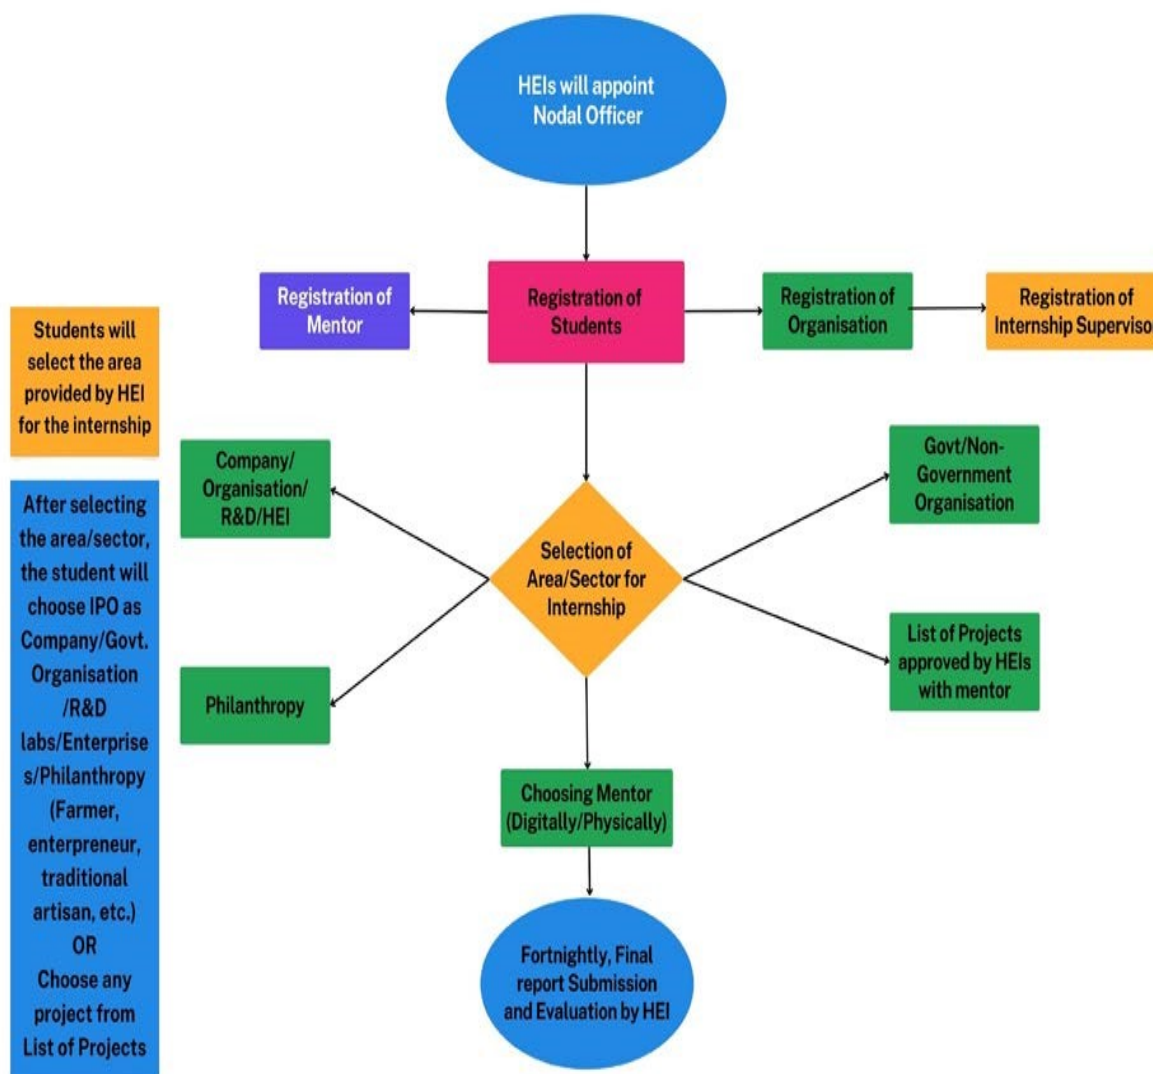 HEIs will appoint
Nodal Officer
Registration of
Mentor
Registration of
Students
Registration of
Organisation
Registration of
Internship Supervisor
Students will
select the area
provided by HEI
for the internship
Company/
Organisation/
R&D/HEI
Govt/Non-
Government
Organisation
After selecting
the area/sector,
the student will
choose IPO as
Company/Govt.
Organisation
/R&D
labs/Enterprise
s/Philanthropy
(Farmer,
enterpreneur,
traditional
artisan, etc.)
OR
Choose any
project from
List of Projects
Selection of
Area/Sector for
Internship
Philanthropy
List of Projects
approved by HEIs
with mentor
Choosing Mentor
(Digitally/Physically)
Fortnightly, Final
report Submission
and Evaluation by HEI